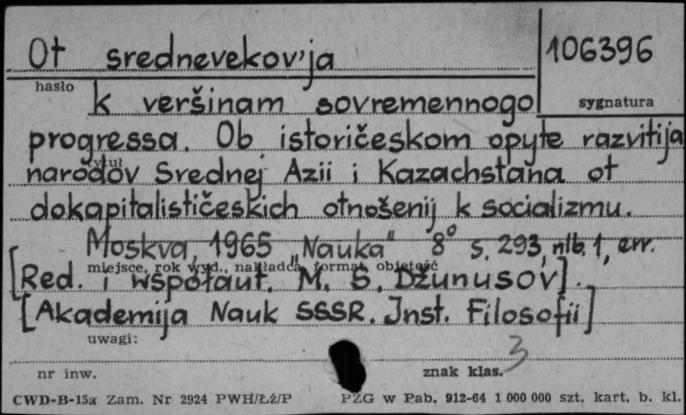 Ot srednevekov'ja 106396
hasło sygnatura
k veršinam sovremennogo
progressa. Ob istoričeskom opyte razvitija
tytuł
narodov Srednej Azii i Kazachstana ot
dokapitalističeskich otnošenij k socializmu.
Moskva, 1965 "Nauka" 8° s. 293, nlb. 1, err.
miejsce, rok wyd., nakładca, format, objętość
[Red. i współaut. M. S. Džunusov].
[Akademija Nauk SSSR. Inst. Filosofii]
uwagi:
3
nr inw. znak klas.
CWD-B-15a Zam. Nr 2924 PWH/Łź/P PZG w Pab. 912-64 1 000 000 szt. kart. b. kl.